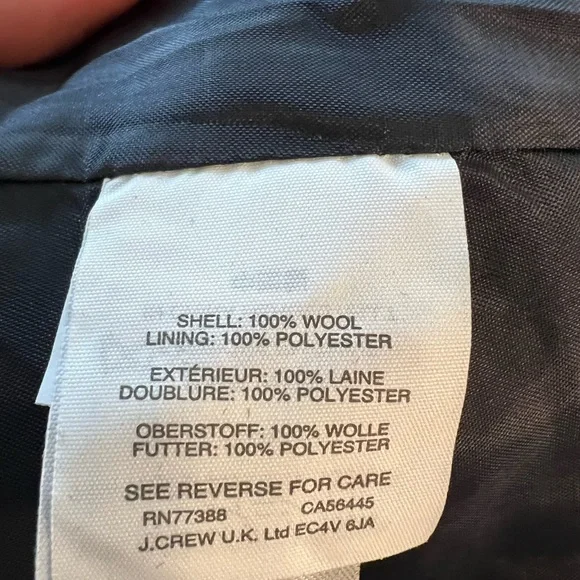 SHELL: 100% WOOL
LINING: 100% POLYESTER
EXTÉRIEUR: 100% LAINE
DOUBLURE: 100% POLYESTER
OBERSTOFF: 100% WOLLE
FUTTER: 100% POLYESTER
SEE REVERSE FOR CARE
RN77388 CA56445
J.CREW U.K. Ltd EC4V 6JA